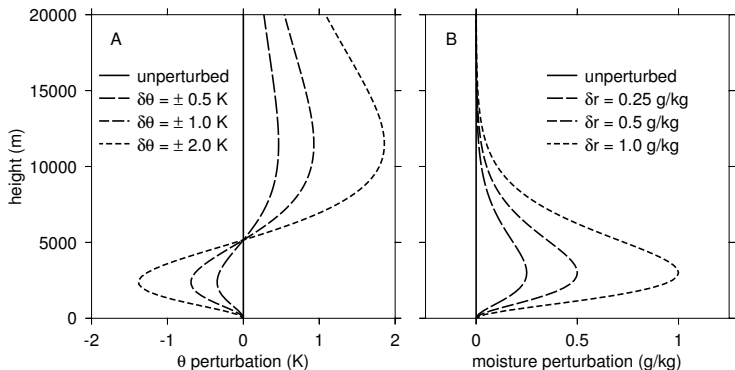 20000
15000
10000
5000
0
height (m)
A
unperturbed
δθ = ± 0.5 K
δθ = ± 1.0 K
δθ = ± 2.0 K
-2 -1 0 1 2
θ perturbation (K)
B
unperturbed
δr = 0.25 g/kg
δr = 0.5 g/kg
δr = 1.0 g/kg
0 0.5 1
moisture perturbation (g/kg)